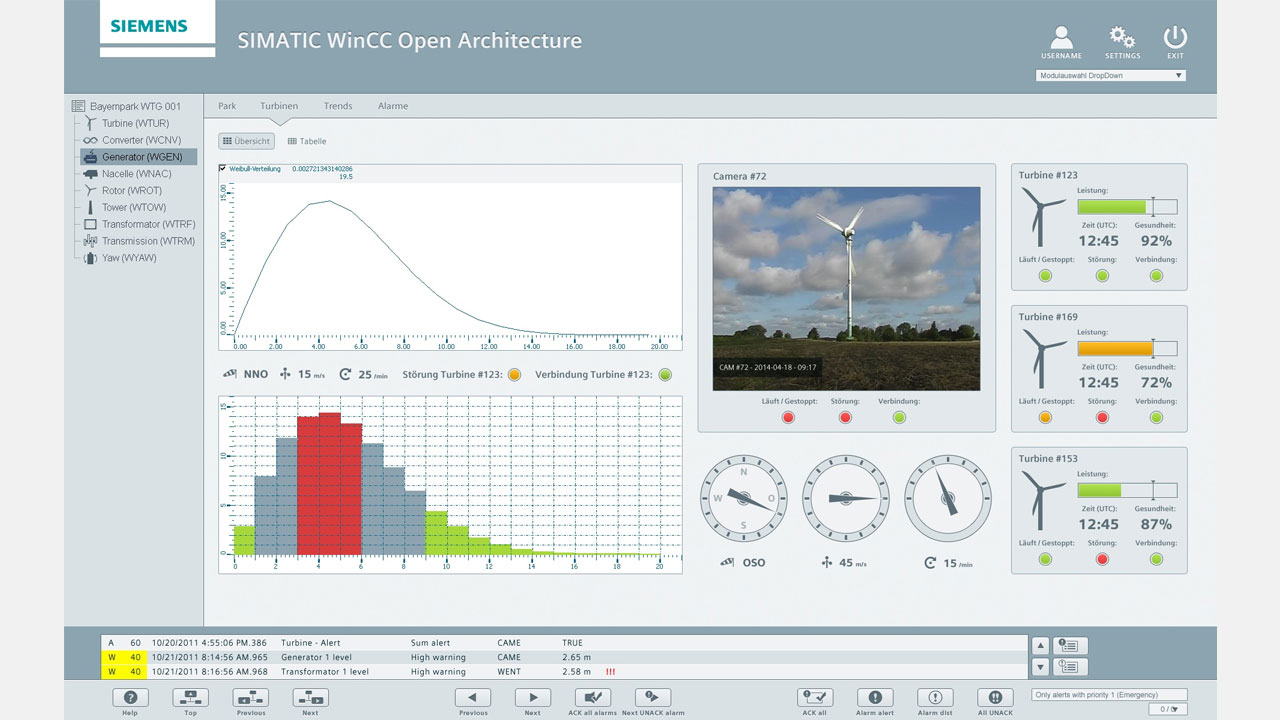 SIEMENS
SIMATIC WinCC Open Architecture
USERNAME
SETTINGS
EXIT
Modulauswahl DropDown
Bayernpark WTG 001
Turbine (WTUR)
Converter (WCNV)
Generator (WGEN)
Nacelle (WNAC)
Rotor (WROT)
Tower (WTOW)
Transformator (WTRF)
Transmission (WTRM)
Yaw (WYAW)
Park Turbinen Trends Alarme
Übersicht Tabelle
Weibull-Verteilung 0.002721343140286
19.5
15.00
10.00
5.00
0.00
0.00 2.00 4.00 6.00 8.00 10.00 12.00 14.00 16.00 18.00 20.00
NNO 15 m/s 25 /min Störung Turbine #123: Verbindung Turbine #123:
15
10
5
0
0 2 4 6 8 10 12 14 16 18 20
Camera #72
CAM #72 - 2014-04-18 - 09:17
Läuft / Gestoppt: Störung: Verbindung:
N
W O
S
OSO 45 m/s 15 /min
Turbine #123
Leistung:
Zeit (UTC): Gesundheit:
12:45 92%
Läuft / Gestoppt: Störung: Verbindung:
Turbine #169
Leistung:
Zeit (UTC): Gesundheit:
12:45 72%
Läuft / Gestoppt: Störung: Verbindung:
Turbine #153
Leistung:
Zeit (UTC): Gesundheit:
12:45 87%
Läuft / Gestoppt: Störung: Verbindung:
A 60 10/20/2011 4:55:06 PM.386 Turbine - Alert Sum alert CAME TRUE
W 40 10/21/2011 8:14:56 AM.965 Generator 1 level High warning CAME 2.65 m
W 40 10/21/2011 8:16:56 AM.968 Transformator 1 level High warning WENT 2.58 m !!!
Help Top Previous Next
Previous Next ACK all alarms Next UNACK alarm
ACK all Alarm alert Alarm dist All UNACK
Only alerts with priority 1 (Emergency)